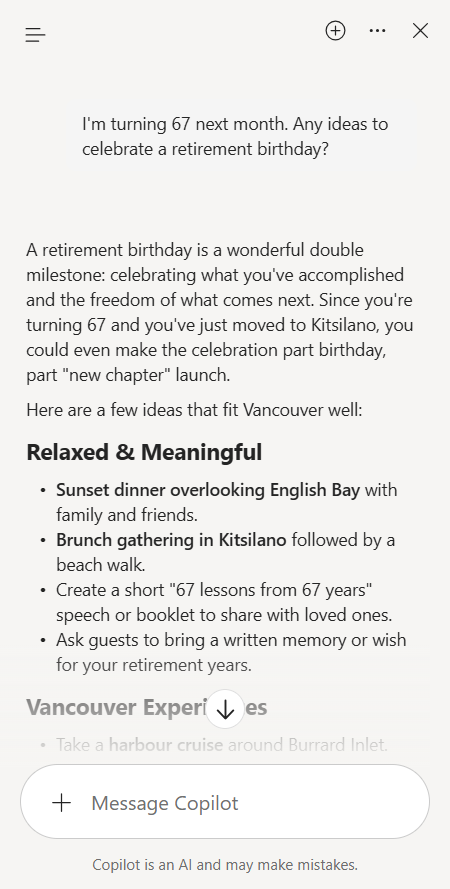 I'm turning 67 next month. Any ideas to
celebrate a retirement birthday?
A retirement birthday is a wonderful double
milestone: celebrating what you've accomplished
and the freedom of what comes next. Since you're
turning 67 and you've just moved to Kitsilano, you
could even make the celebration part birthday,
part "new chapter" launch.
Here are a few ideas that fit Vancouver well:
Relaxed & Meaningful
• Sunset dinner overlooking English Bay with
family and friends.
• Brunch gathering in Kitsilano followed by a
beach walk.
• Create a short "67 lessons from 67 years"
speech or booklet to share with loved ones.
• Ask guests to bring a written memory or wish
for your retirement years.
Vancouver
• Take a harbour cruise around Burrard Inlet.
Message Copilot
Copilot is an AI and may make mistakes.